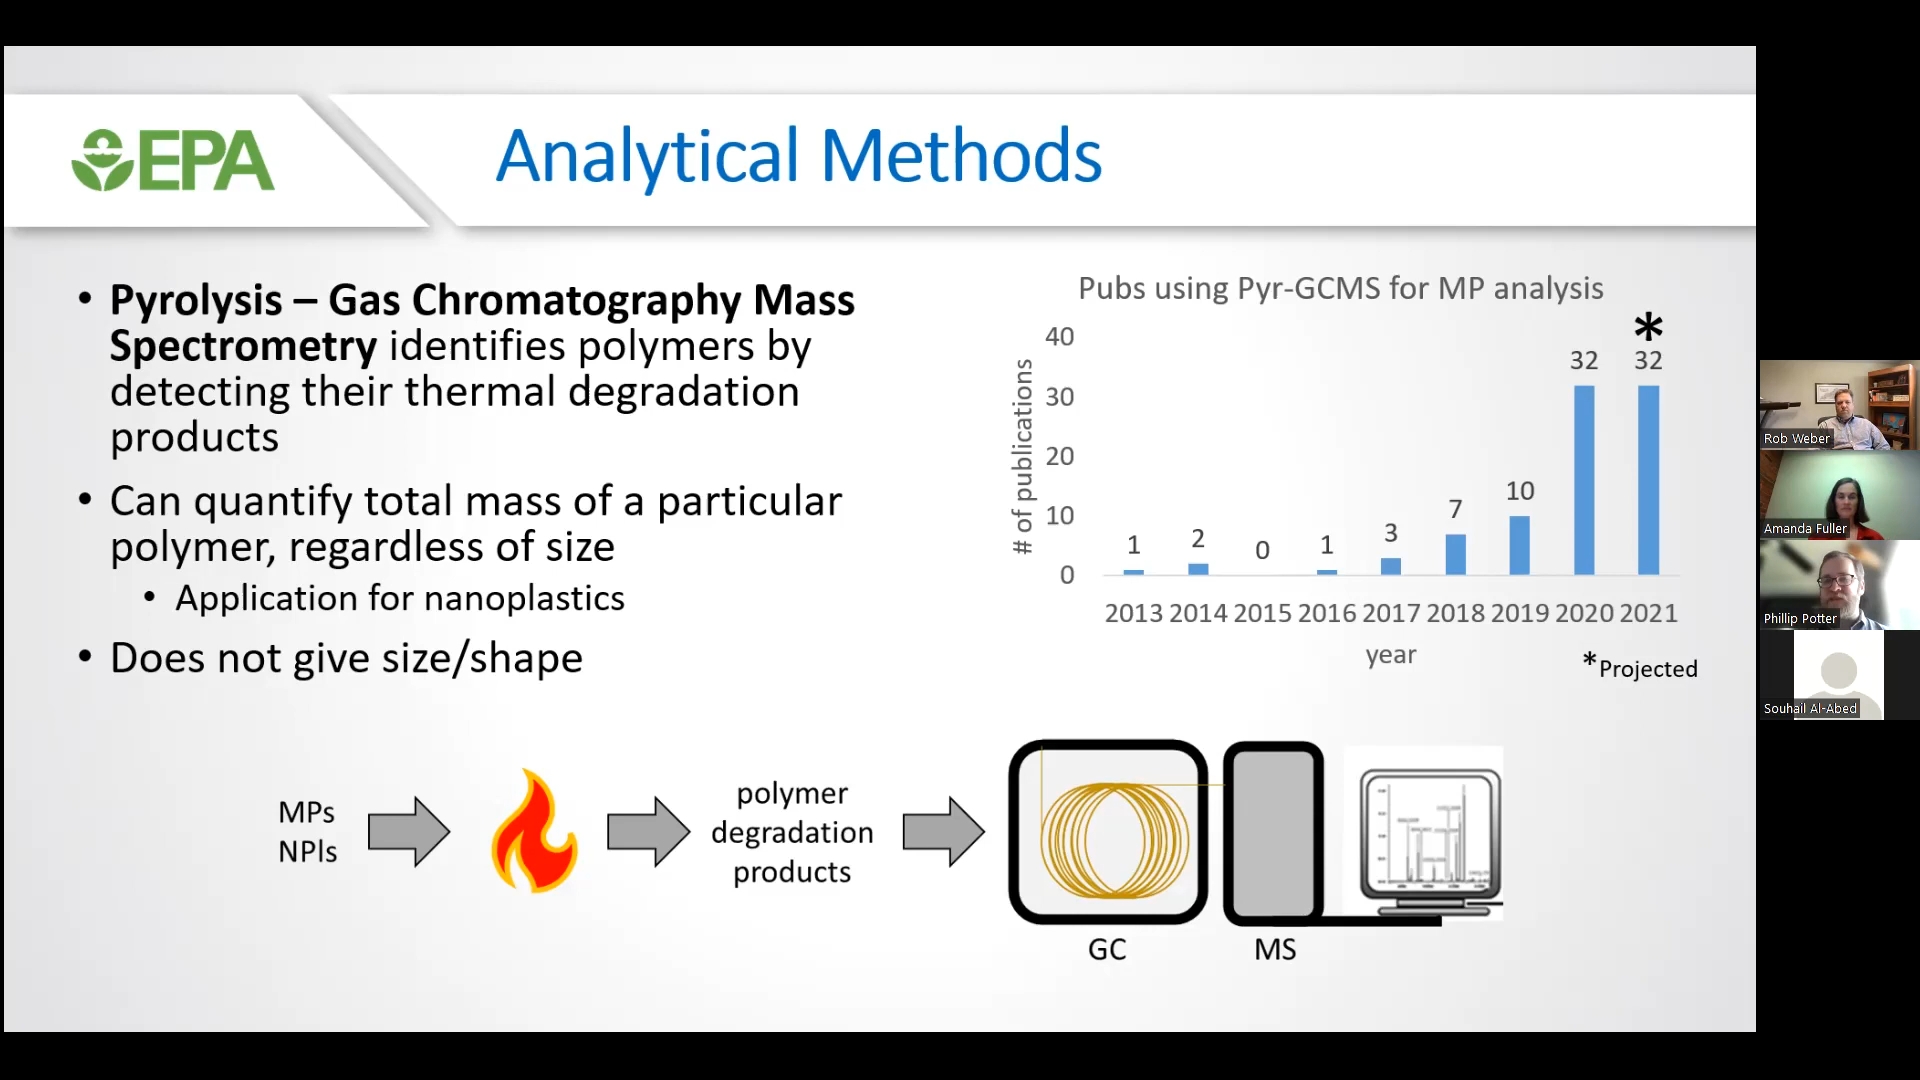 EPA
Analytical Methods
• Pyrolysis – Gas Chromatography Mass
Spectrometry identifies polymers by
detecting their thermal degradation
products
• Can quantify total mass of a particular
polymer, regardless of size
• Application for nanoplastics
• Does not give size/shape
Pubs using Pyr-GCMS for MP analysis
# of publications
40
30
20
10
0
1
2
0
1
3
7
10
32
32
*
2013 2014 2015 2016 2017 2018 2019 2020 2021
year
*Projected
MPs
NPls
polymer
degradation
products
GC
MS
Rob Weber
Amanda Fuller
Phillip Potter
Souhail Al-Abed